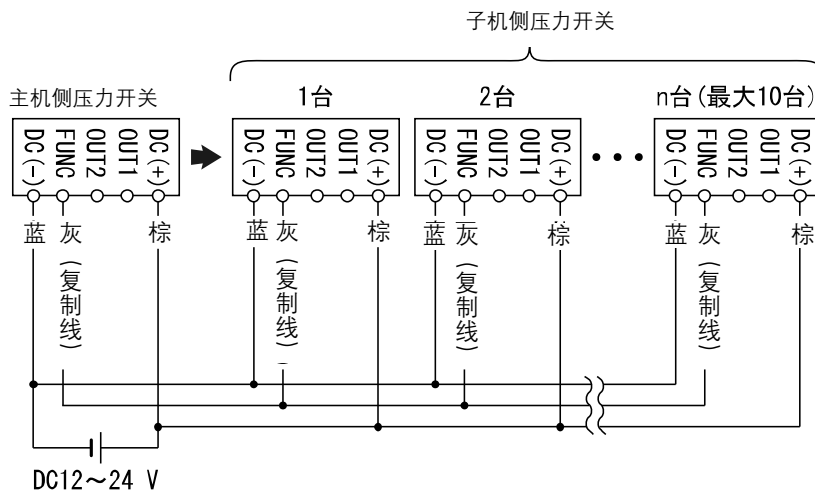 子机侧压力开关
主机侧压力开关
1台
2台
n台(最大10台)
DC(-)
FUNC
OUT2
OUT1
DC(+)
DC(-)
FUNC
OUT2
OUT1
DC(+)
DC(-)
FUNC
OUT2
OUT1
DC(+)
DC(-)
FUNC
OUT2
OUT1
DC(+)
蓝
灰(复制线)
棕
蓝
灰(复制线)
棕
蓝
灰(复制线)
棕
蓝
灰(复制线)
棕
DC12～24 V